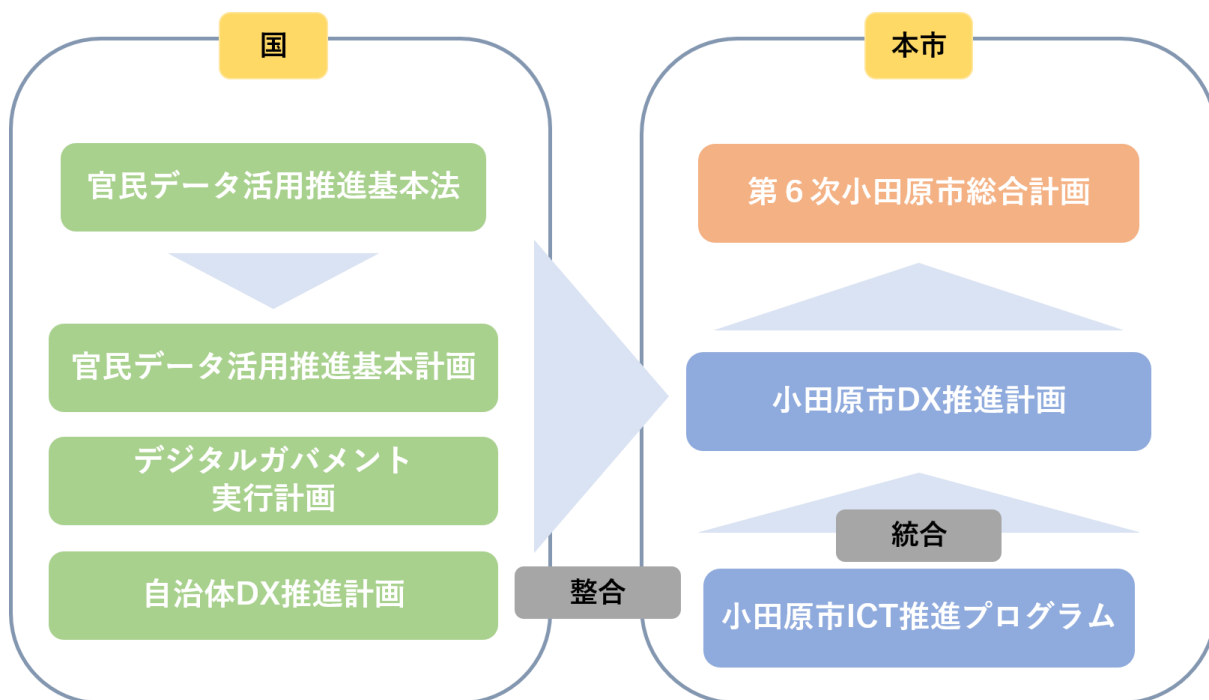 国
官民データ活用推進基本法
官民データ活用推進基本計画
デジタルガバメント
実行計画
自治体DX推進計画
整合
本市
第６次小田原市総合計画
小田原市DX推進計画
統合
小田原市ICT推進プログラム